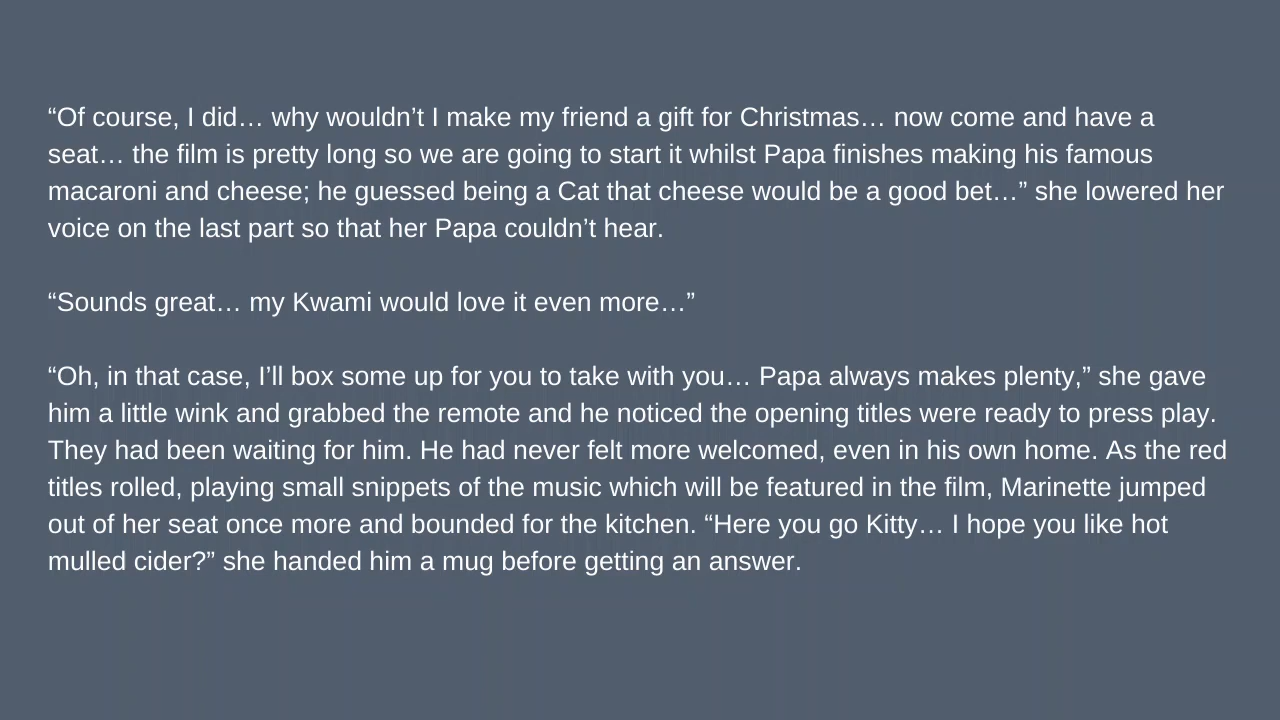 “Of course, I did… why wouldn’t I make my friend a gift for Christmas… now come and have a
seat… the film is pretty long so we are going to start it whilst Papa finishes making his famous
macaroni and cheese; he guessed being a Cat that cheese would be a good bet…” she lowered her
voice on the last part so that her Papa couldn’t hear.
“Sounds great… my Kwami would love it even more…”
“Oh, in that case, I’ll box some up for you to take with you… Papa always makes plenty,” she gave
him a little wink and grabbed the remote and he noticed the opening titles were ready to press play.
They had been waiting for him. He had never felt more welcomed, even in his own home. As the red
titles rolled, playing small snippets of the music which will be featured in the film, Marinette jumped
out of her seat once more and bounded for the kitchen. “Here you go Kitty… I hope you like hot
mulled cider?” she handed him a mug before getting an answer.